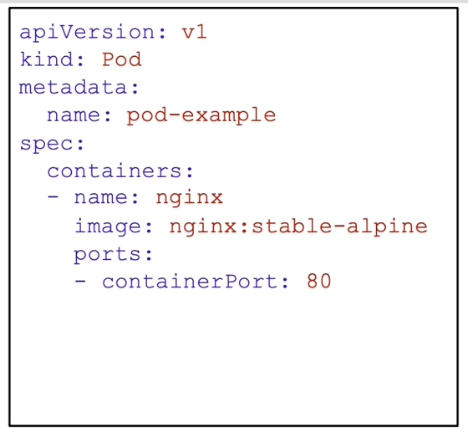 apiVersion: v1
kind: Pod
metadata:
  name: pod-example
spec:
  containers:
  - name: nginx
    image: nginx:stable-alpine
    ports:
    - containerPort: 80